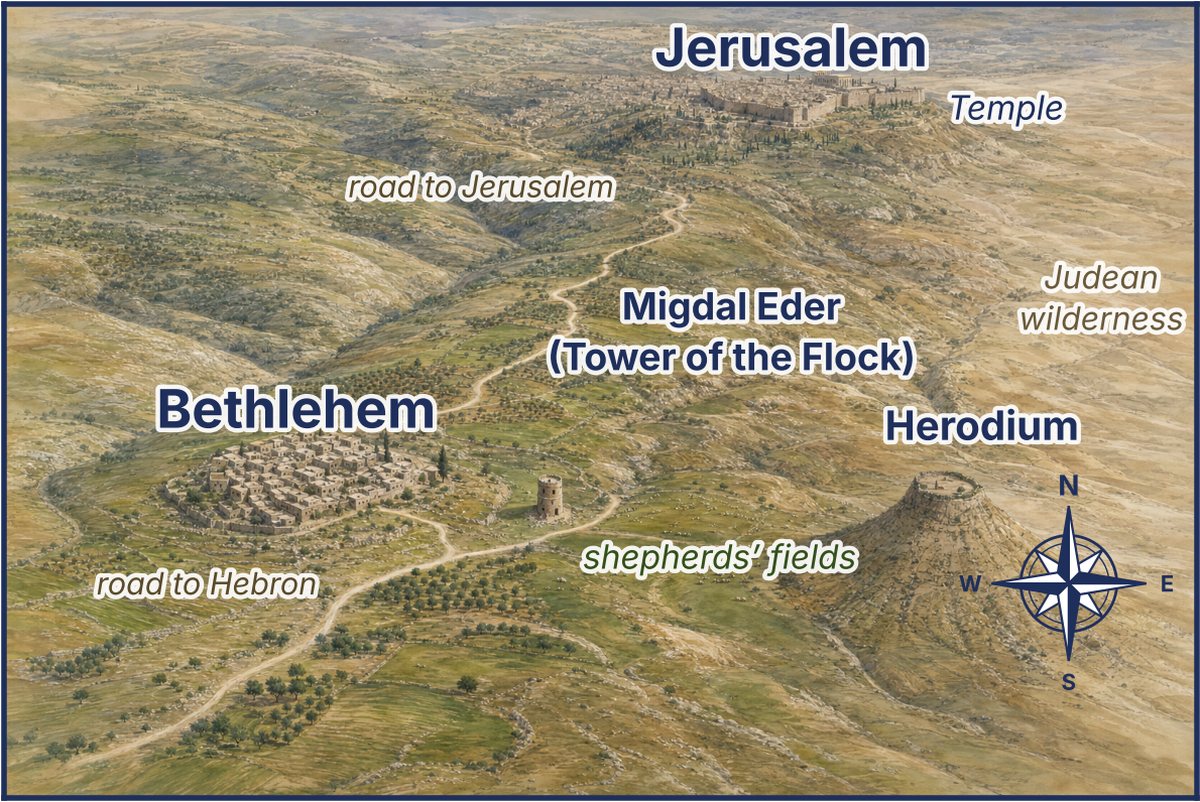 Jerusalem
Temple
road to Jerusalem
Judean
wilderness
Migdal Eder
(Tower of the Flock)
Bethlehem
Herodium
N
W
E
S
shepherds’ fields
road to Hebron